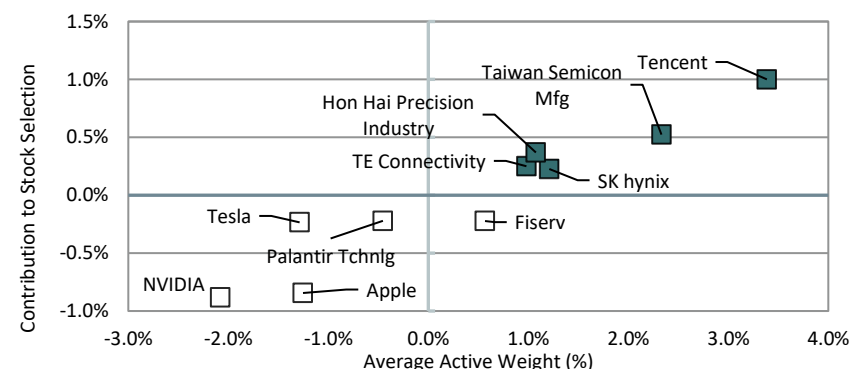 1.5%
Contribution to Stock Selection
1.0%
0.5%
0.0%
-0.5%
-1.0%
Tencent
Taiwan Semicon
Mfg
Hon Hai Precision
Industry
TE Connectivity
SK hynix
Tesla
Fiserv
Palantir Tchnlg
NVIDIA
Apple
-3.0% -2.0% -1.0% 0.0% 1.0% 2.0% 3.0% 4.0%
Average Active Weight (%)